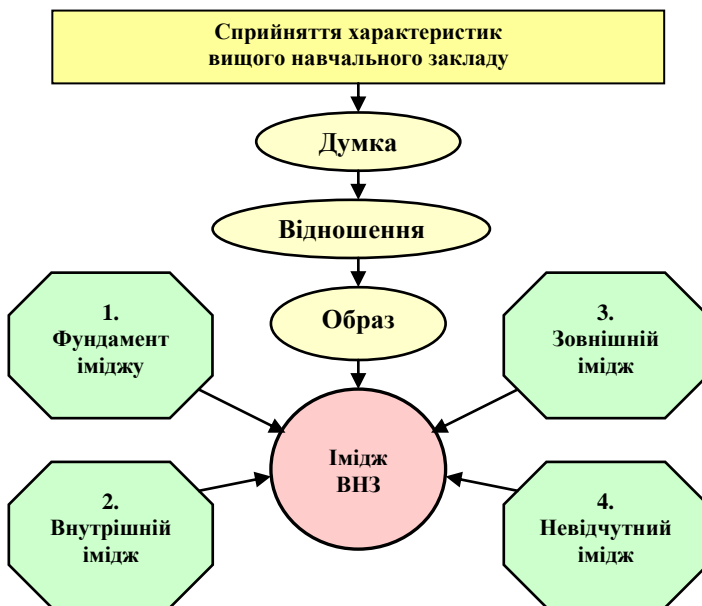 Сприйняття характеристик
вищого навчального закладу
Думка
Відношення
Образ
1.
Фундамент
іміджу
3.
Зовнішній
імідж
Імідж
ВНЗ
2.
Внутрішній
імідж
4.
Невідчутний
імідж